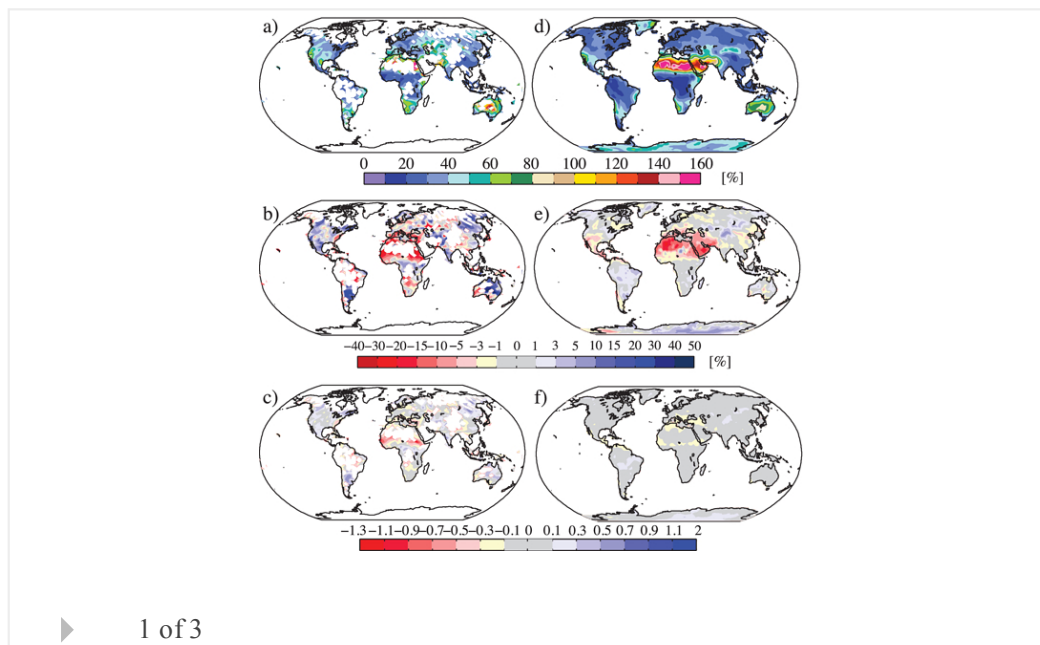 a) d)
0 20 40 60 80 100 120 140 160 [%]
b) e)
−40−30−20−15−10−5 −3 −1 0 1 3 5 10 15 20 30 40 50 [%]
c) f)
−1.3−1.1−0.9−0.7−0.5−0.3−0.1 0 0.1 0.3 0.5 0.7 0.9 1.1 2
1 of 3